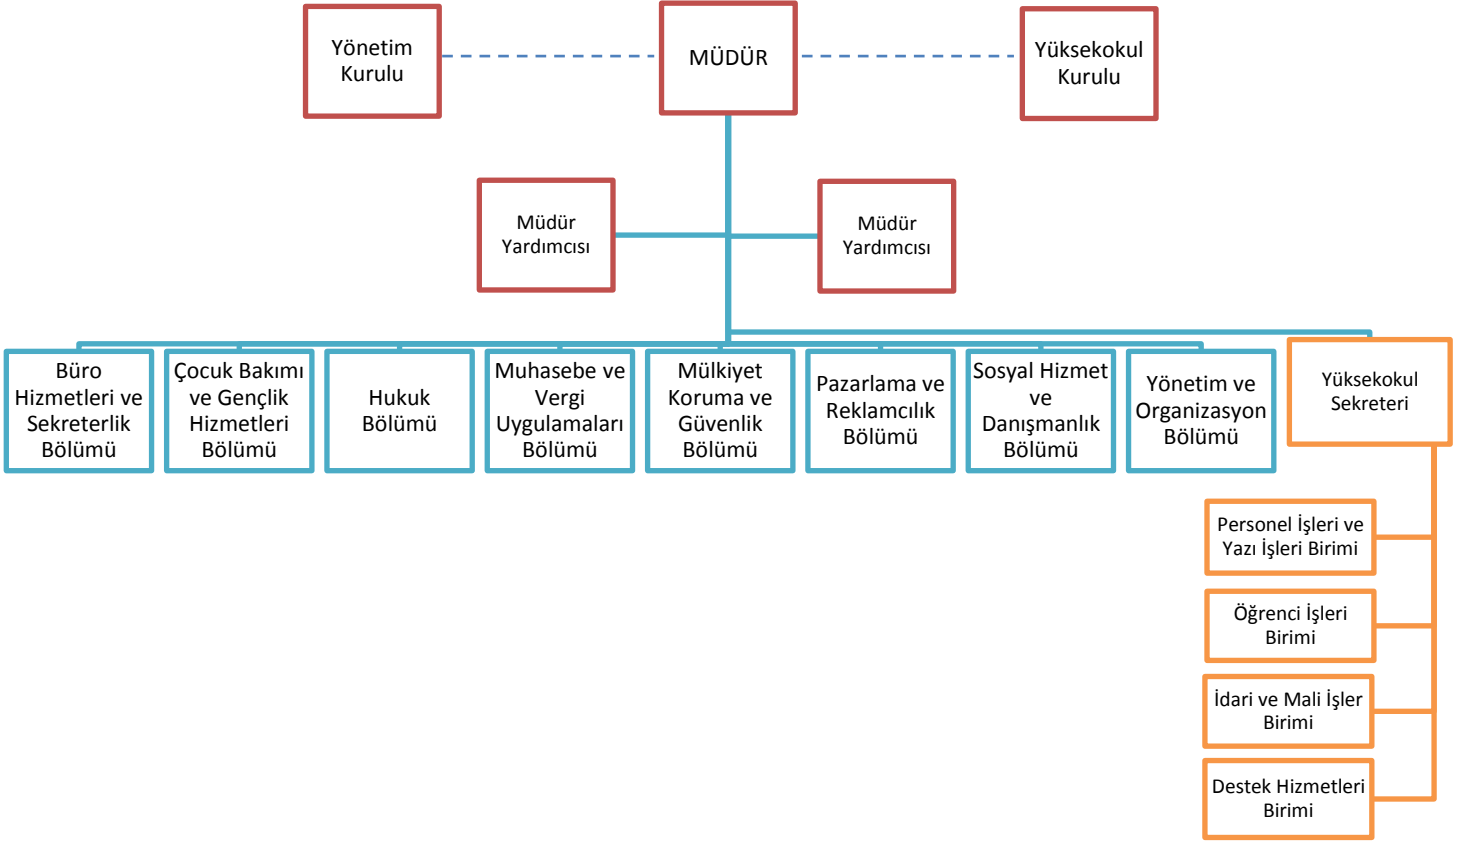 Yönetim
Kurulu
MÜDÜR
Yüksekokul
Kurulu
Müdür
Yardımcısı
Müdür
Yardımcısı
Büro
Hizmetleri ve
Sekreterlik
Bölümü
Çocuk Bakımı
ve Gençlik
Hizmetleri
Bölümü
Hukuk
Bölümü
Muhasebe ve
Vergi
Uygulamaları
Bölümü
Mülkiyet
Koruma ve
Güvenlik
Bölümü
Pazarlama ve
Reklamcılık
Bölümü
Sosyal Hizmet
ve
Danışmanlık
Bölümü
Yönetim ve
Organizasyon
Bölümü
Yüksekokul
Sekreteri
Personel İşleri ve
Yazı İşleri Birimi
Öğrenci İşleri
Birimi
İdari ve Mali İşler
Birimi
Destek Hizmetleri
Birimi